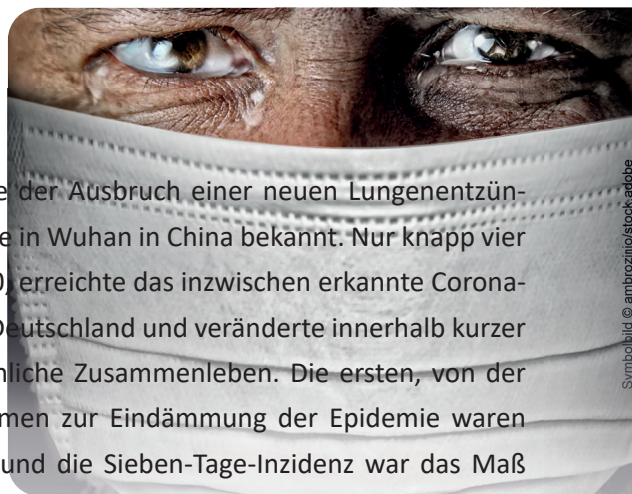 der Ausbruch einer neuen Lungenentzün-
in Wuhan in China bekannt. Nur knapp vier
erreichte das inzwischen erkannte Corona-
Deutschland und veränderte innerhalb kurzer
Zusammenleben. Die ersten, von der
zur Eindämmung der Epidemie waren
und die Sieben-Tage-Inzidenz war das Maß
Symbolbild © ambrozinio/stock.adobe